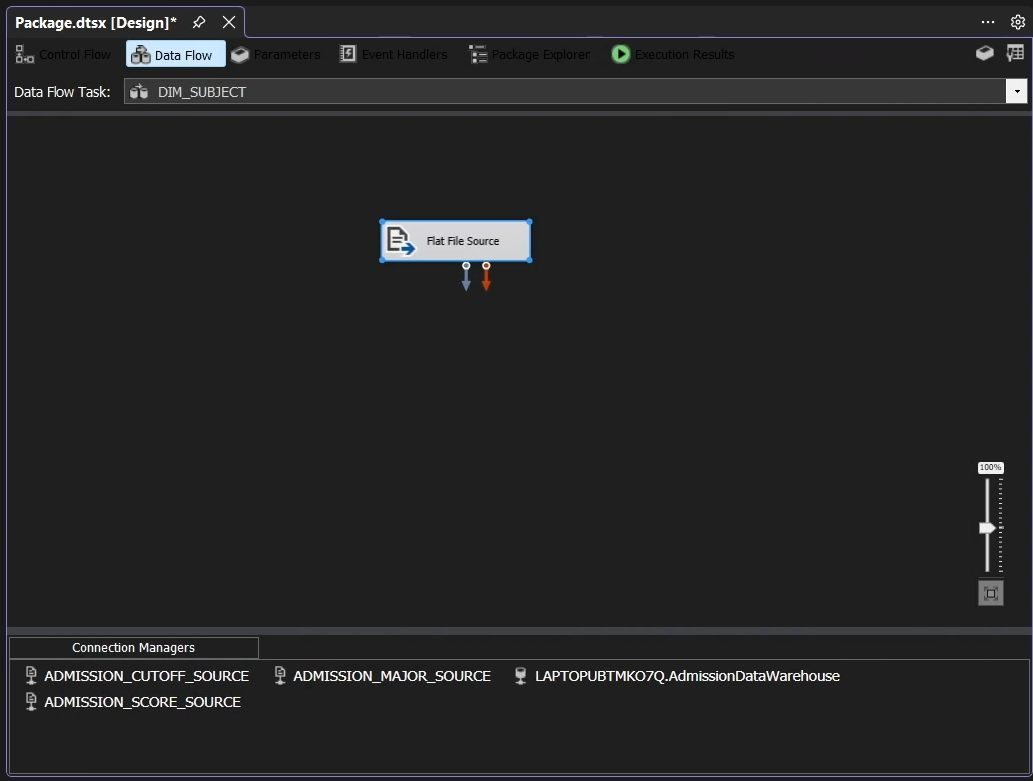 Package.dtsx [Design]*
Control Flow Data Flow Parameters Event Handlers Package Explorer Execution Results
Data Flow Task: DIM_SUBJECT
Flat File Source
100%
Connection Managers
ADMISSION_CUTOFF_SOURCE ADMISSION_MAJOR_SOURCE LAPTOPUBTMKO7Q.AdmissionDataWarehouse
ADMISSION_SCORE_SOURCE